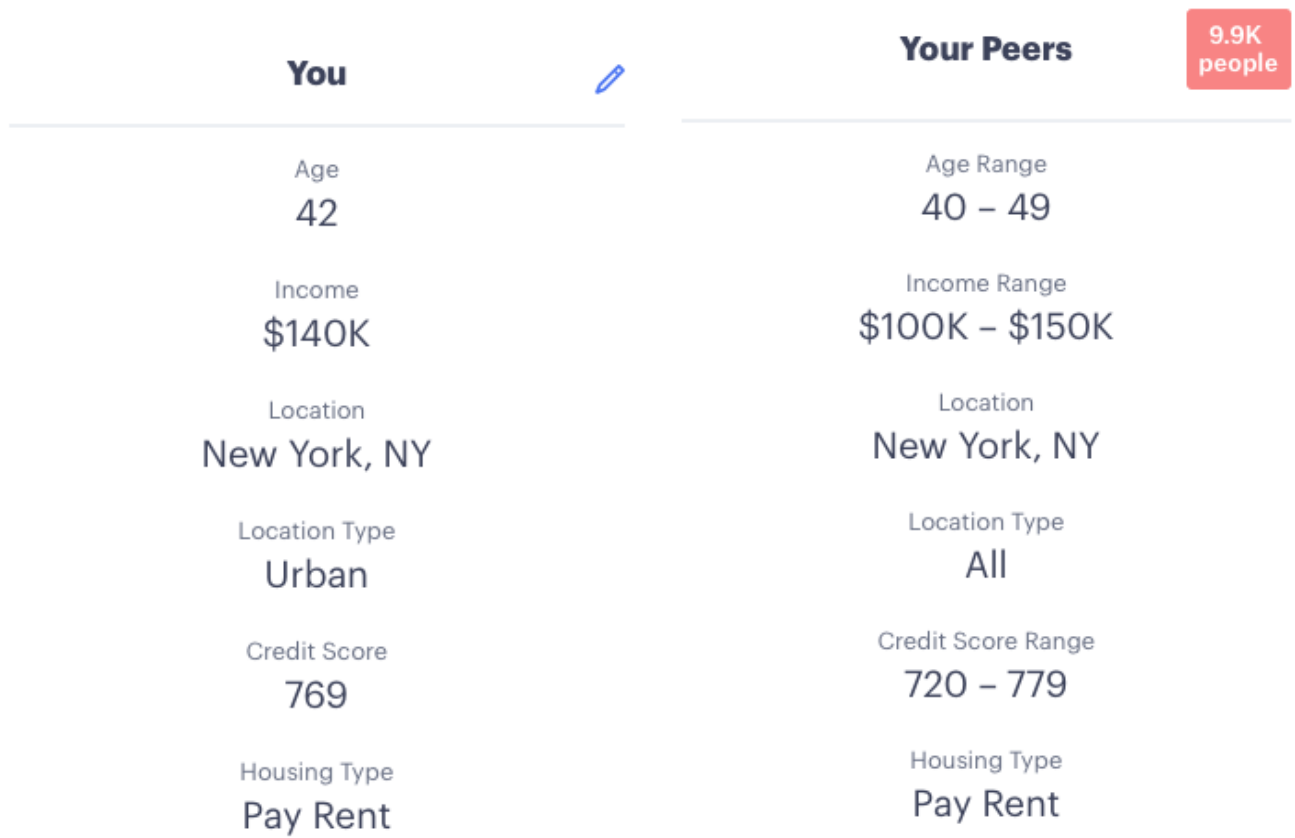 You
Age
42
Income
$140K
Location
New York, NY
Location Type
Urban
Credit Score
769
Housing Type
Pay Rent
Your Peers
9.9K
people
Age Range
40 – 49
Income Range
$100K – $150K
Location
New York, NY
Location Type
All
Credit Score Range
720 – 779
Housing Type
Pay Rent